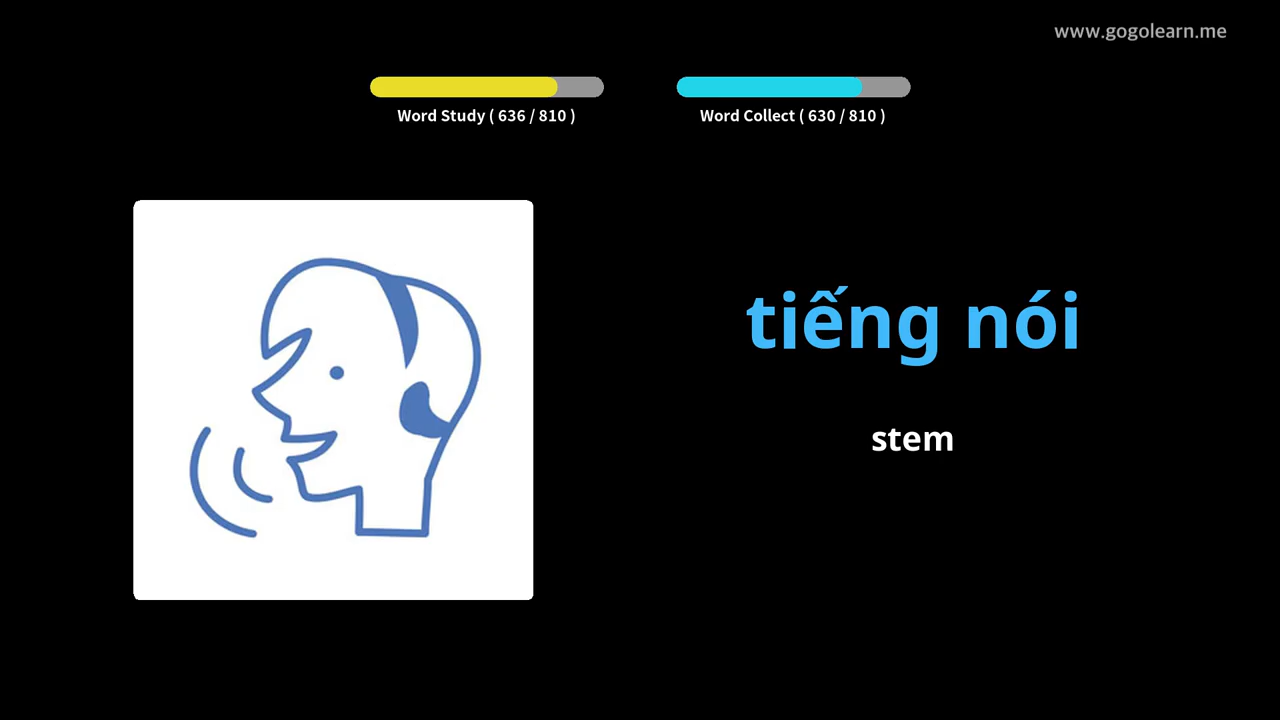 www.gogolearn.me
Word Study ( 636 / 810 )
Word Collect ( 630 / 810 )
tiếng nói
stem